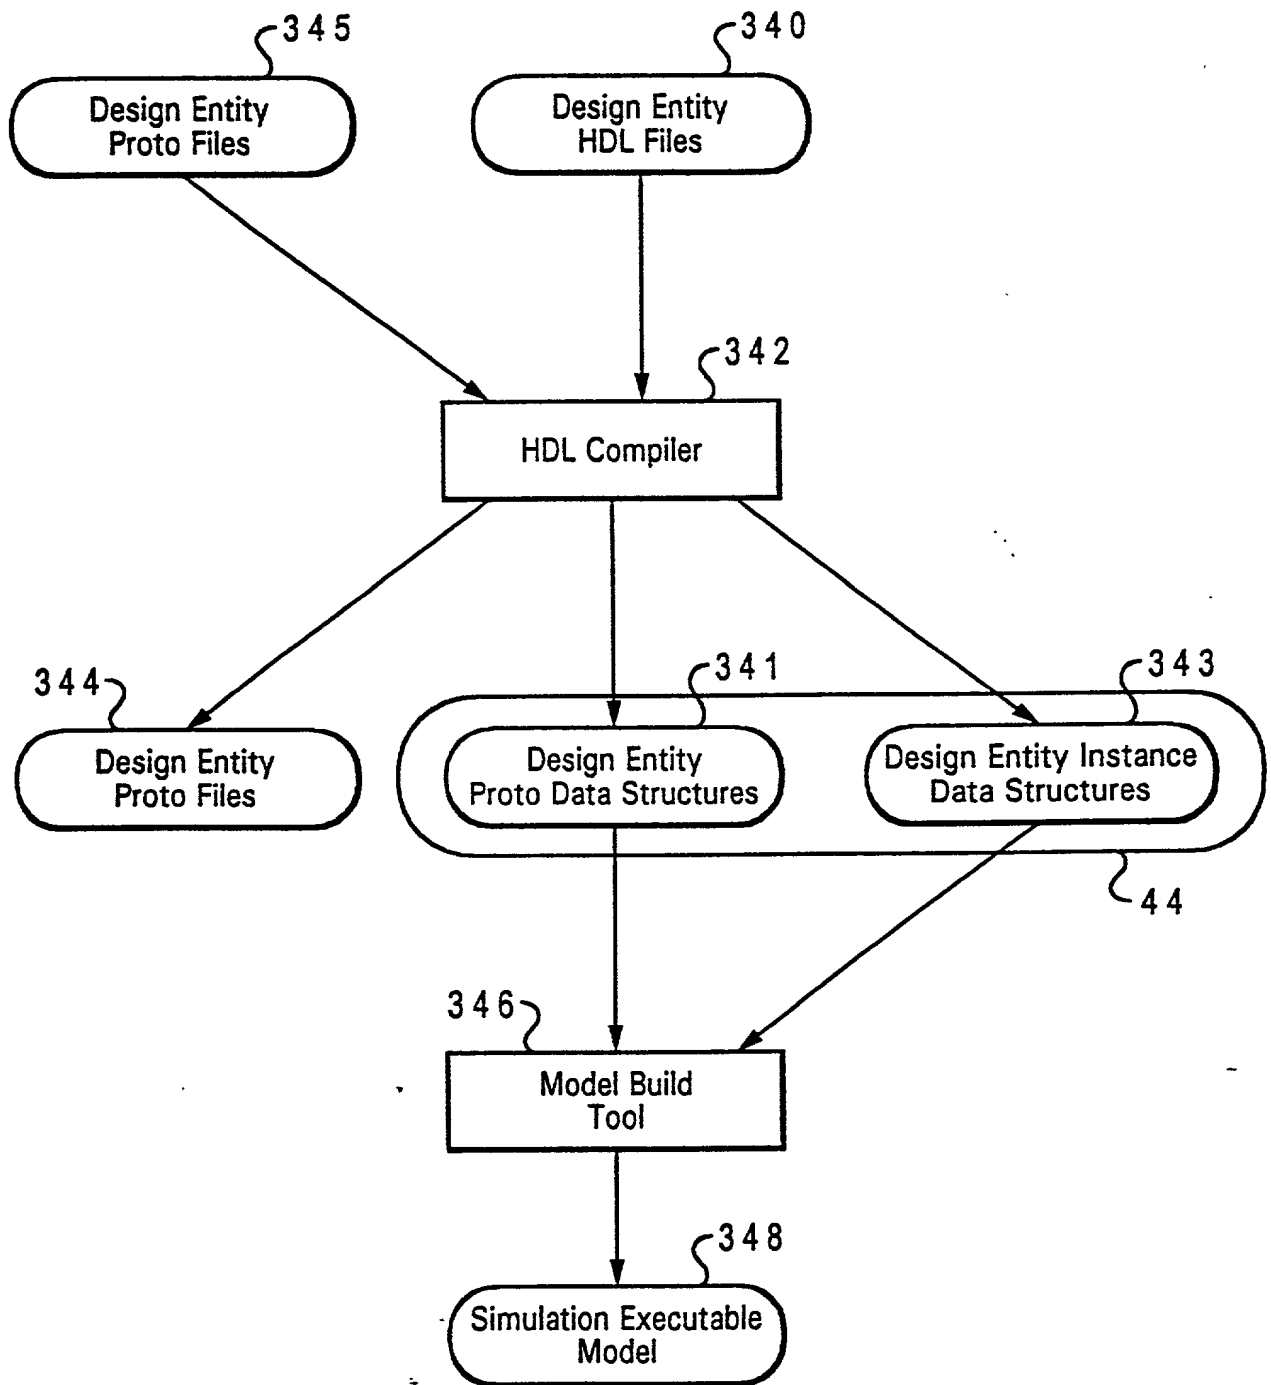 345
340
Design Entity
Proto Files
Design Entity
HDL Files
342
HDL Compiler
344
341
343
Design Entity
Proto Files
Design Entity
Proto Data Structures
Design Entity Instance
Data Structures
44
346
Model Build
Tool
348
Simulation Executable
Model